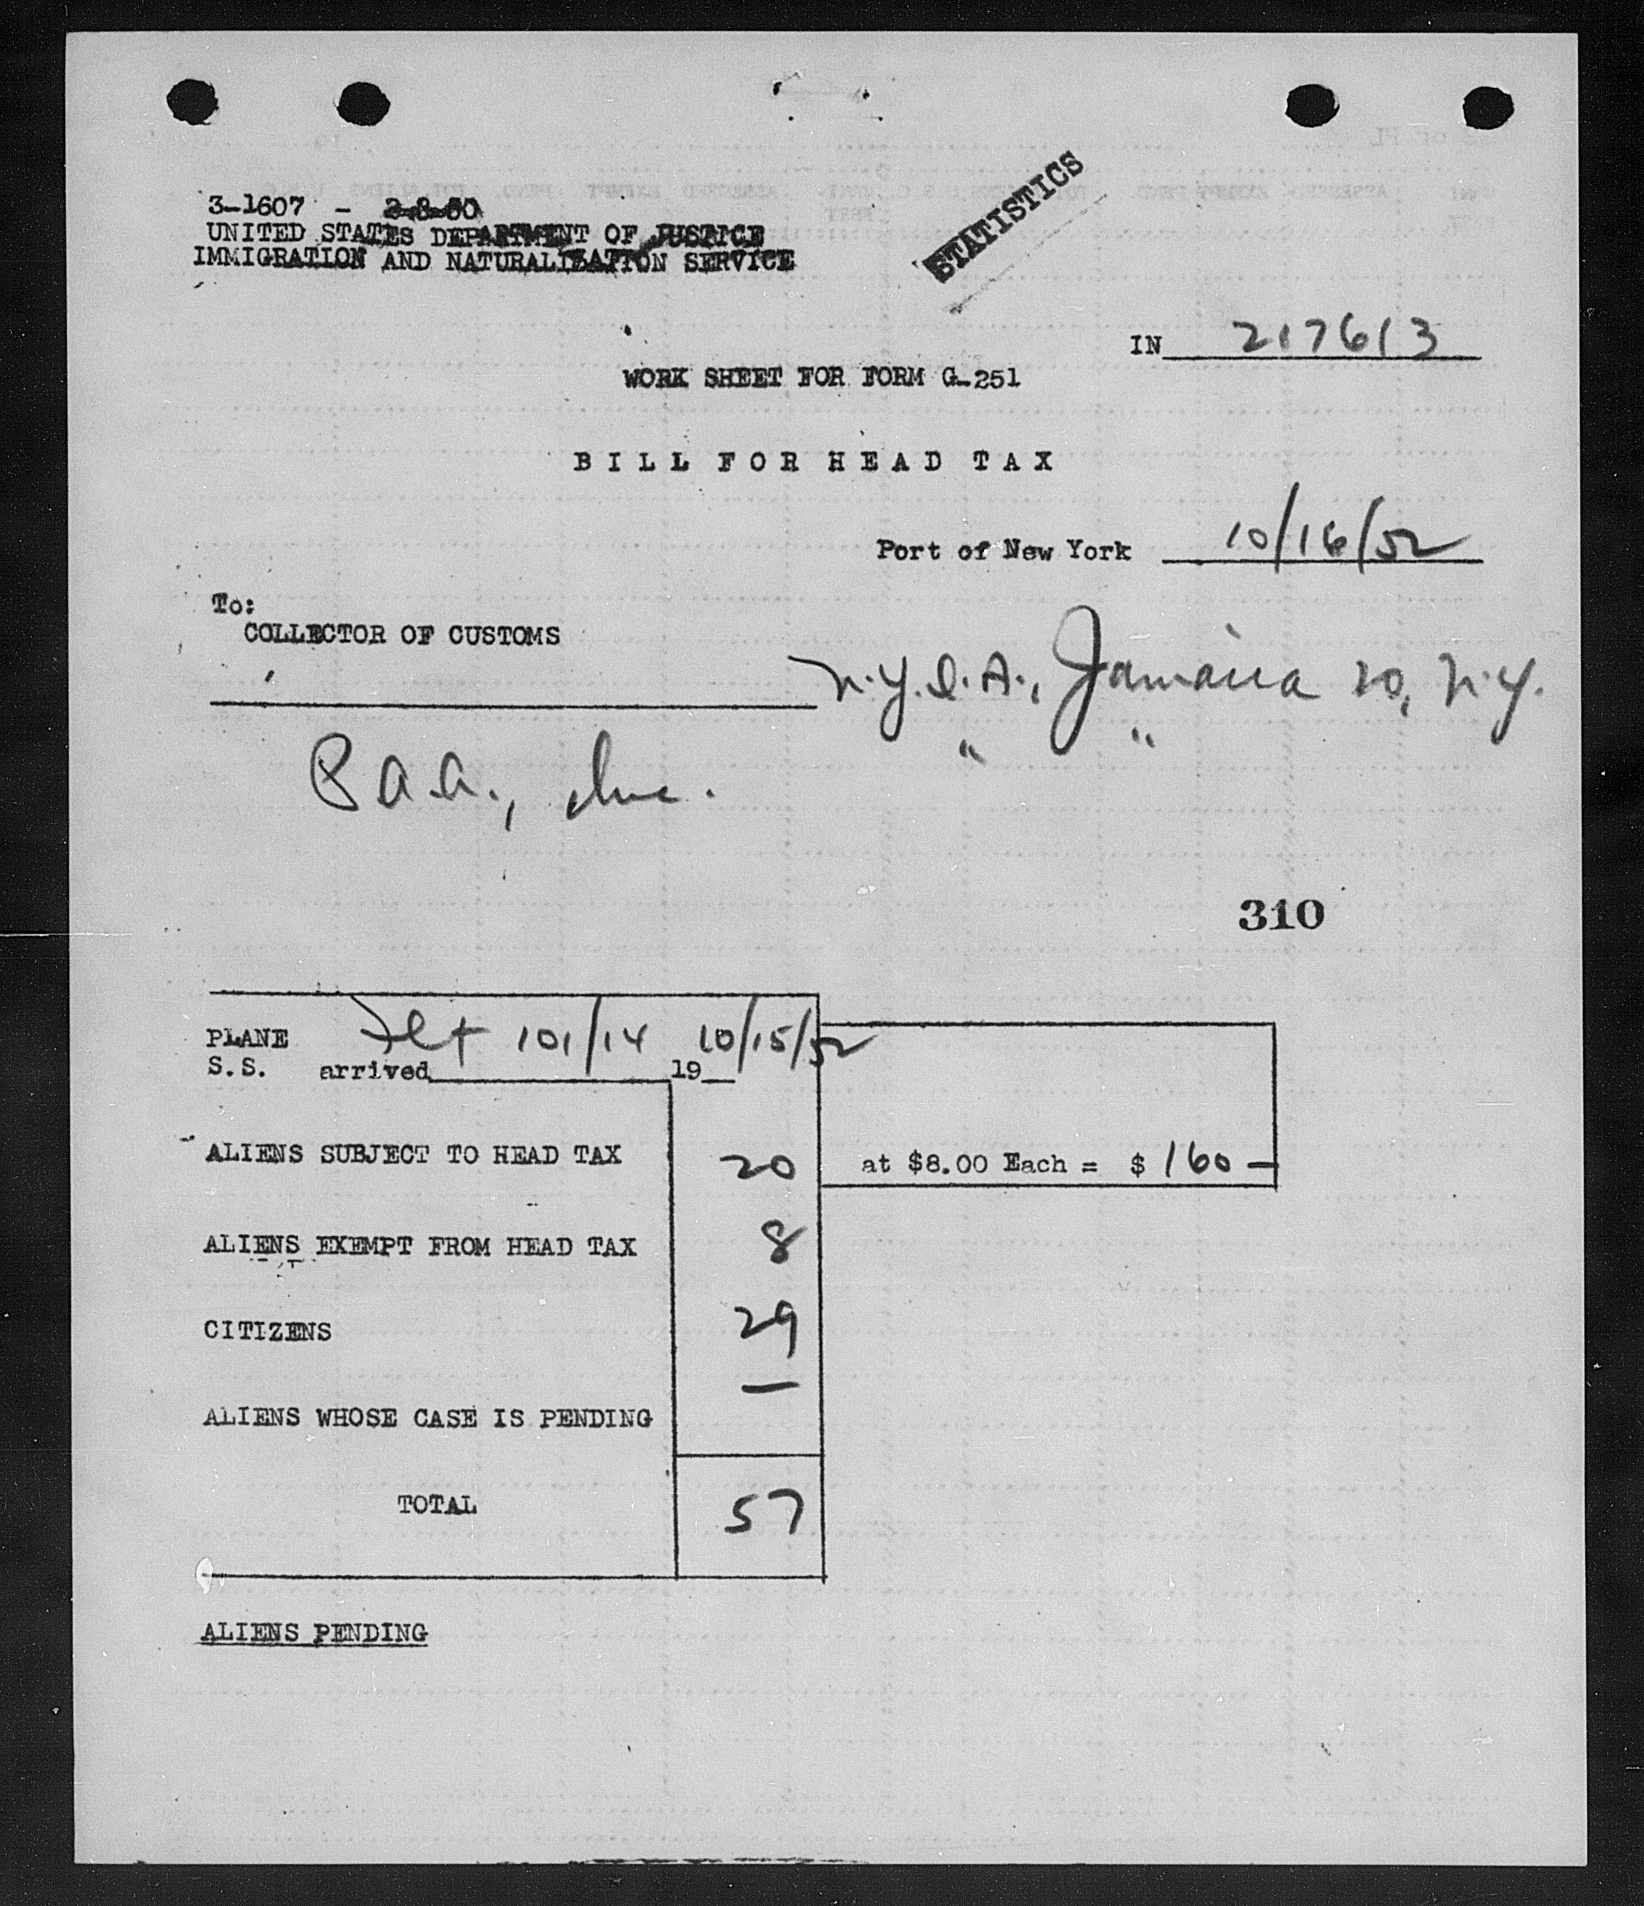 STATISTICS
3-1607 - 2-8-50
UNITED STATES DEPARTMENT OF JUSTICE
IMMIGRATION AND NATURALIZATION SERVICE
IN 217613
WORK SHEET FOR FORM G-251
BILL FOR HEAD TAX
Port of New York 10/16/52
To:
COLLECTOR OF CUSTOMS
N.Y.I.A., Jamaica 20, N.Y.
" "
P.A.A., Inc.
310
PLANE Flt 101/14 10/15/52
S.S. arrived 19
ALIENS SUBJECT TO HEAD TAX 20 at $8.00 Each = $ 160 —
ALIENS EXEMPT FROM HEAD TAX 8
CITIZENS 29
ALIENS WHOSE CASE IS PENDING —
TOTAL 57
ALIENS PENDING